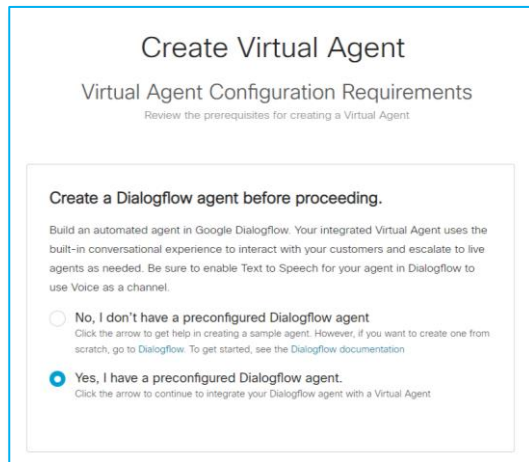 Create Virtual Agent
Virtual Agent Configuration Requirements
Review the prerequisites for creating a Virtual Agent
Create a Dialogflow agent before proceeding.
Build an automated agent in Google Dialogflow. Your integrated Virtual Agent uses the
built-in conversational experience to interact with your customers and escalate to live
agents as needed. Be sure to enable Text to Speech for your agent in Dialogflow to
use Voice as a channel.
No, I don't have a preconfigured Dialogflow agent
Click the arrow to get help in creating a sample agent. However, if you want to create one from
scratch, go to Dialogflow. To get started, see the Dialogflow documentation
Yes, I have a preconfigured Dialogflow agent.
Click the arrow to continue to integrate your Dialogflow agent with a Virtual Agent